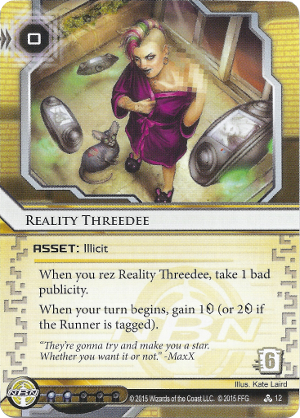 0
REALITY THREEDEE
ASSET: Illicit
When you rez Reality Threedee, take 1 bad
publicity.
When your turn begins, gain 1 (or 2 if
the Runner is tagged).
“They’re gonna try and make you a star.
Whether you want it or not.” -MaxX
6
Illus. Kate Laird
NBN
© 2015 Wizards of the Coast LLC. © 2015 FFG 12